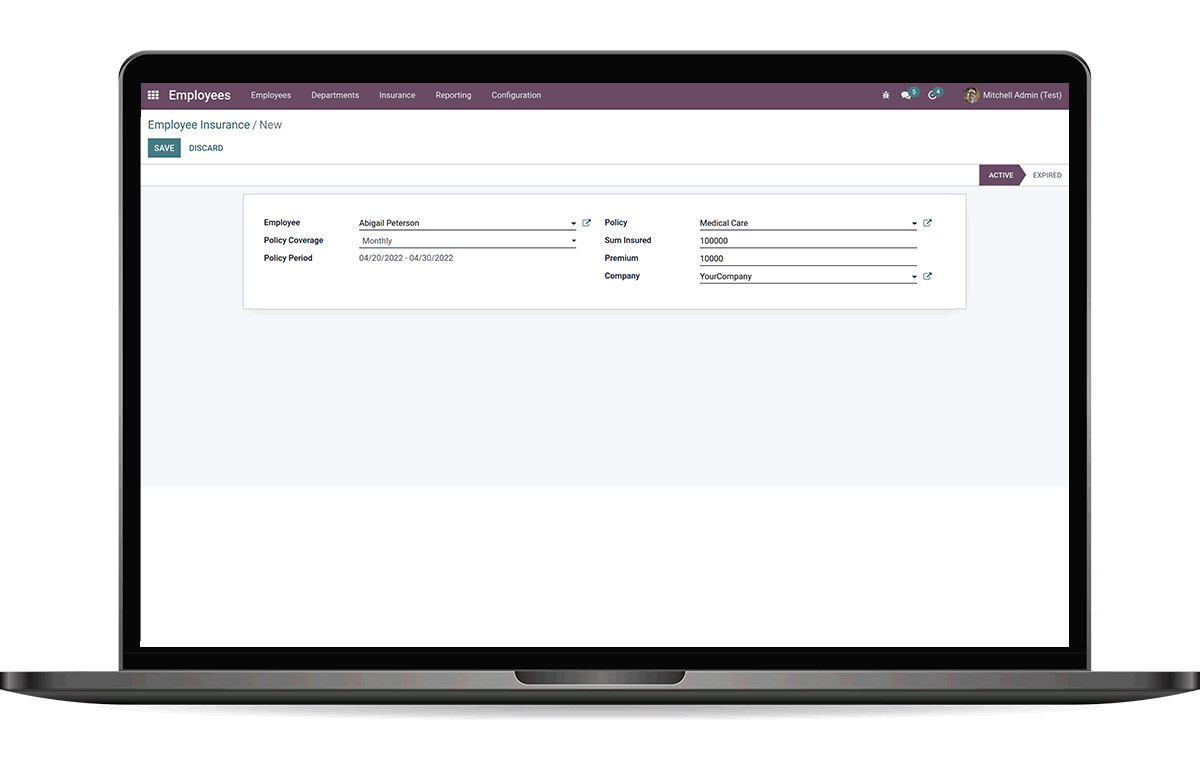 Employees Employees Departments Insurance Reporting Configuration 5 4 Mitchell Admin (Test)
Employee Insurance / New
SAVE DISCARD
ACTIVE EXPIRED
Employee Abigail Peterson Policy Medical Care
Policy Coverage Monthly Sum Insured 100000
Policy Period 04/20/2022 - 04/30/2022 Premium 10000
Company YourCompany